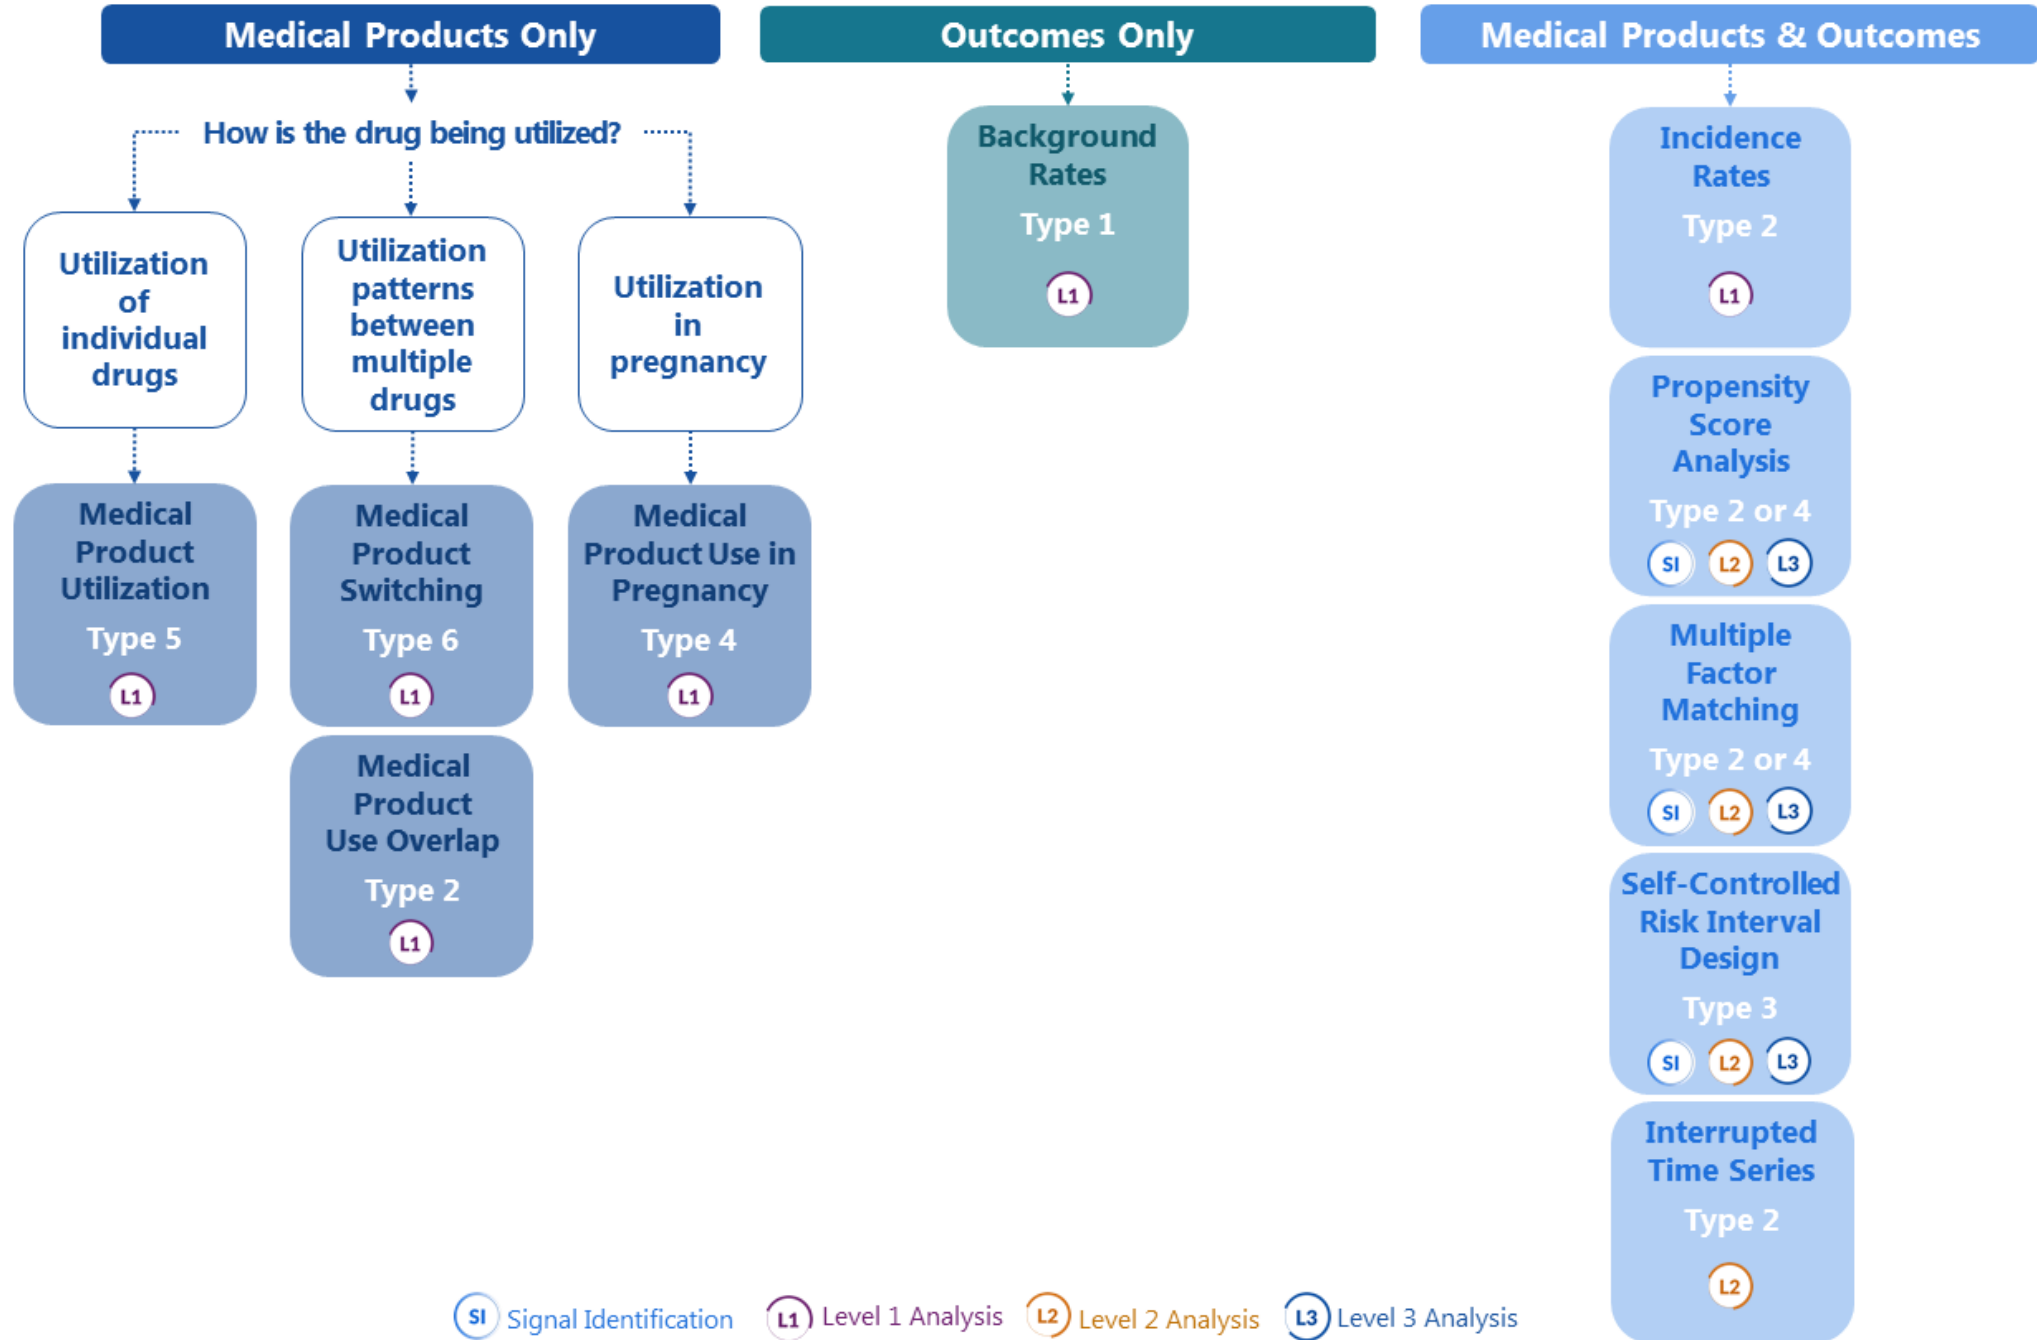 Medical Products Only
How is the drug being utilized?
Utilization
of
individual
drugs
Utilization
patterns
between
multiple
drugs
Utilization
in
pregnancy
Medical
Product
Utilization
Type 5
L1
Medical
Product
Switching
Type 6
L1
Medical
Product Use in
Pregnancy
Type 4
L1
Medical
Product
Use Overlap
Type 2
L1
Outcomes Only
Background
Rates
Type 1
L1
Medical Products & Outcomes
Incidence
Rates
Type 2
L1
Propensity
Score
Analysis
Type 2 or 4
SI L2 L3
Multiple
Factor
Matching
Type 2 or 4
SI L2 L3
Self-Controlled
Risk Interval
Design
Type 3
SI L2 L3
Interrupted
Time Series
Type 2
L2
SI Signal Identification L1 Level 1 Analysis L2 Level 2 Analysis L3 Level 3 Analysis